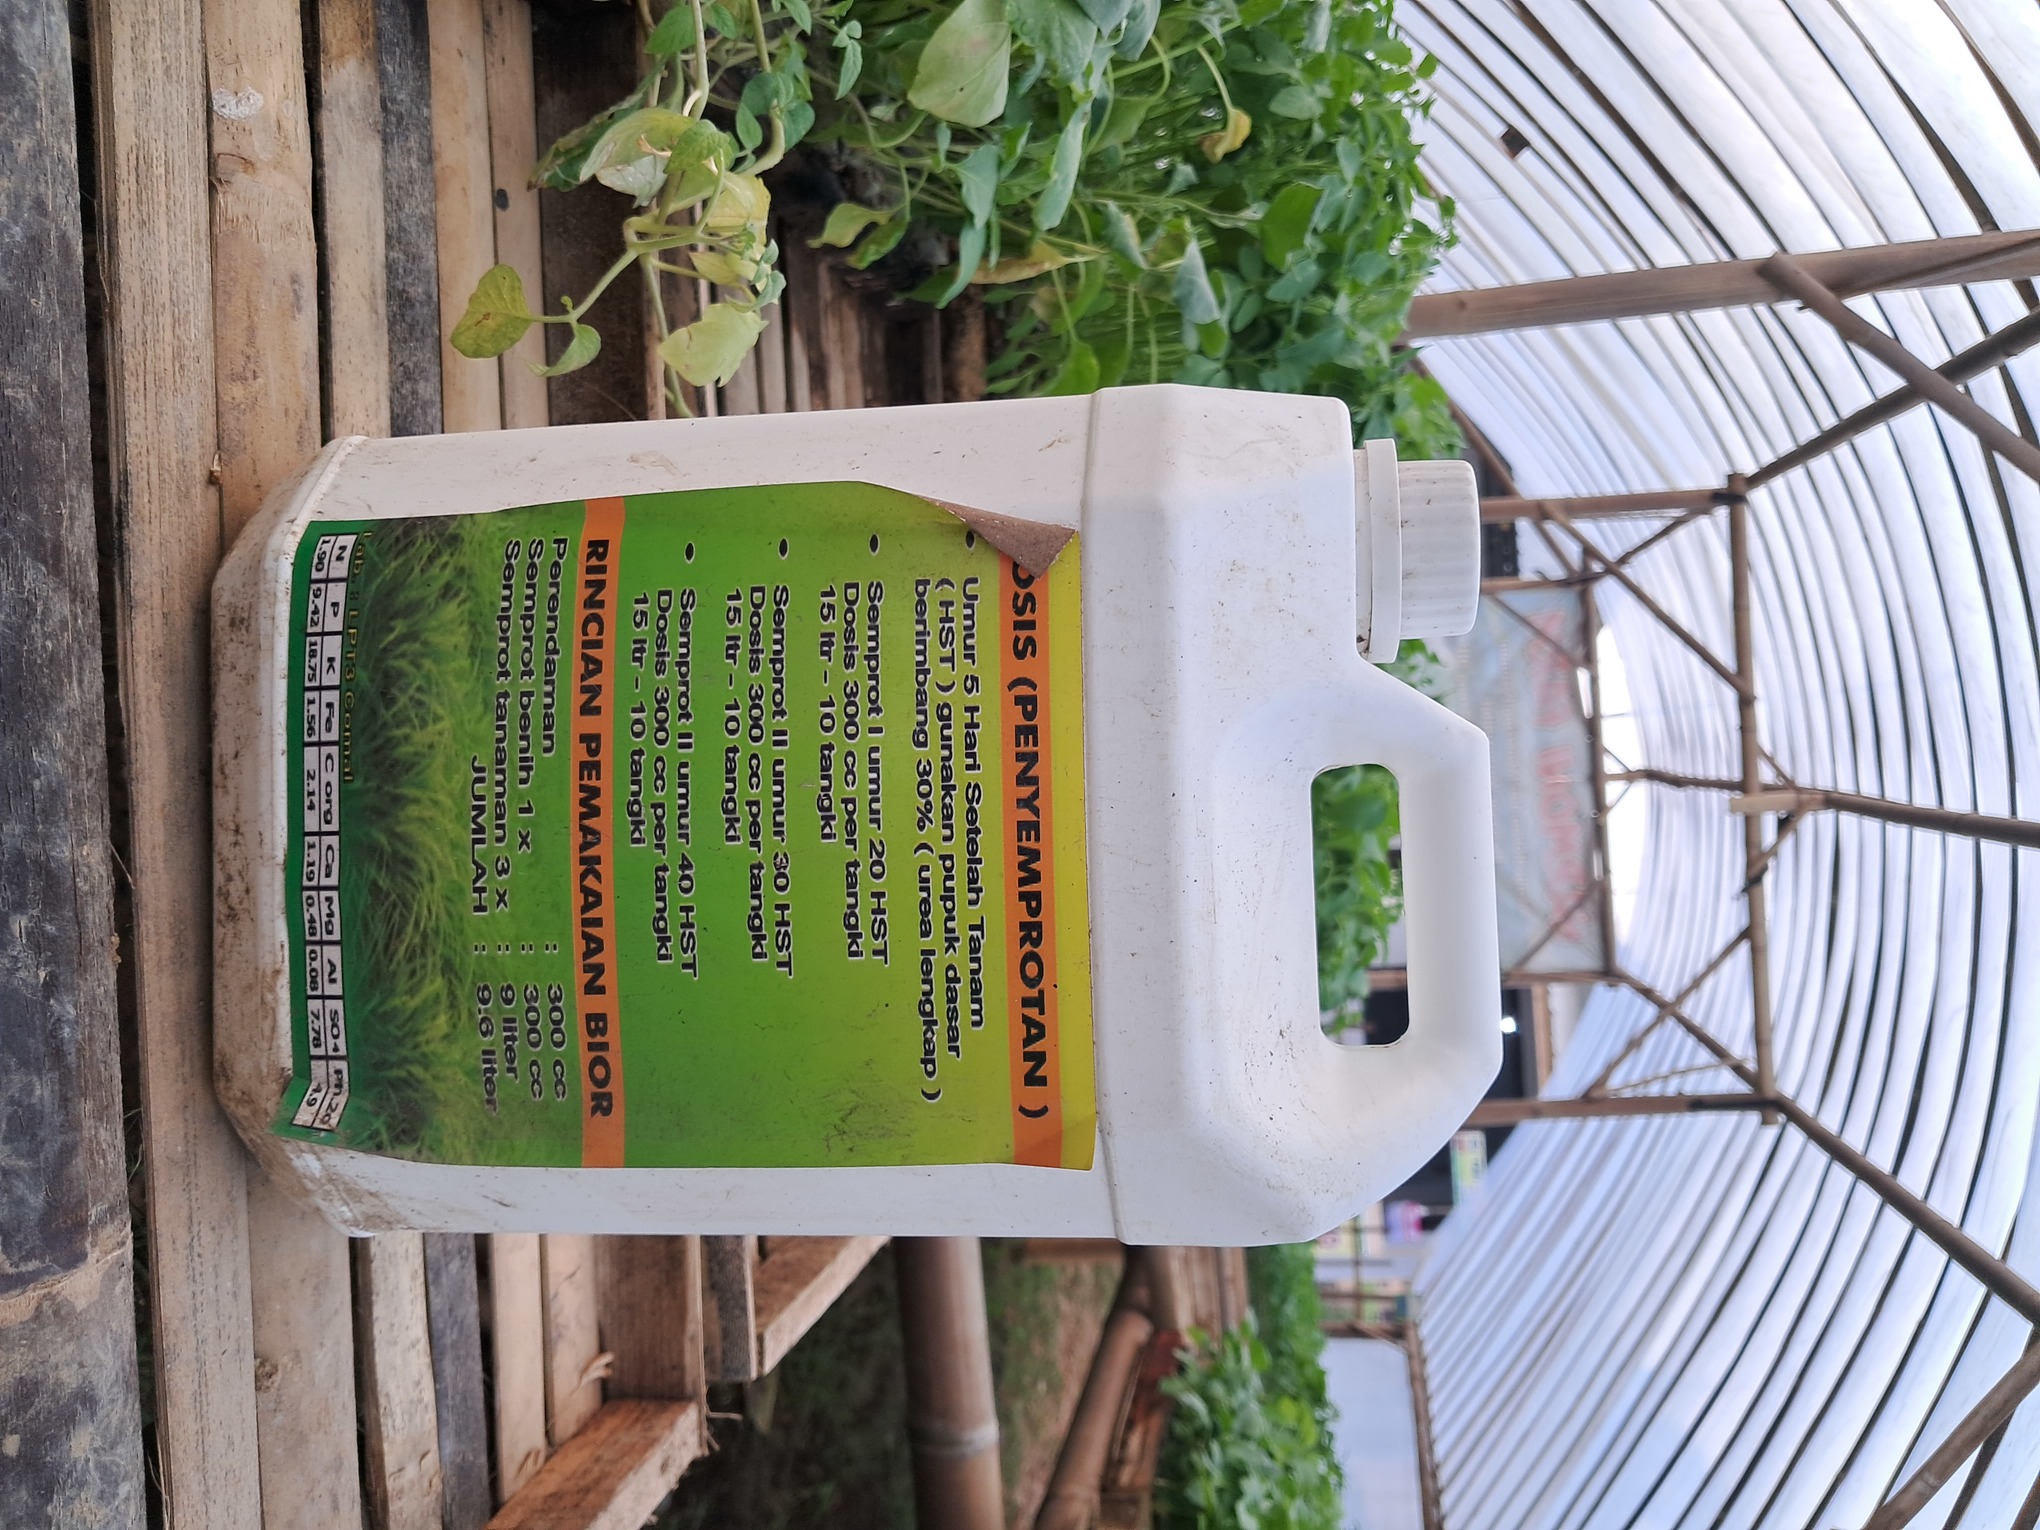 OSIS (PENYEMPROTAN )
• Umur 5 Hari Setelah Tanam
( HST ) gunakan pupuk dasar
berimbang 30% ( urea lengkap )
• Semprot I umur 20 HST
Dosis 300 cc per tangki
15 ltr - 10 tangki
• Semprot II umur 30 HST
Dosis 300 cc per tangki
15 ltr - 10 tangki
• Semprot II umur 40 HST
Dosis 300 cc per tangki
15 ltr - 10 tangki
RINCIAN PEMAKAIAN BIOR
Perendaman : 300 cc
Semprot benih 1 x : 300 cc
Semprot tanaman 3 x : 9 liter
JUMLAH : 9.6 liter
Lab. : LPT3 Comal
N P K Fe C org Ca Mg Al SO4 Ph.20
1.90 9.42 18.75 1.56 2.14 1.19 0.48 0.08 7.78 4.9